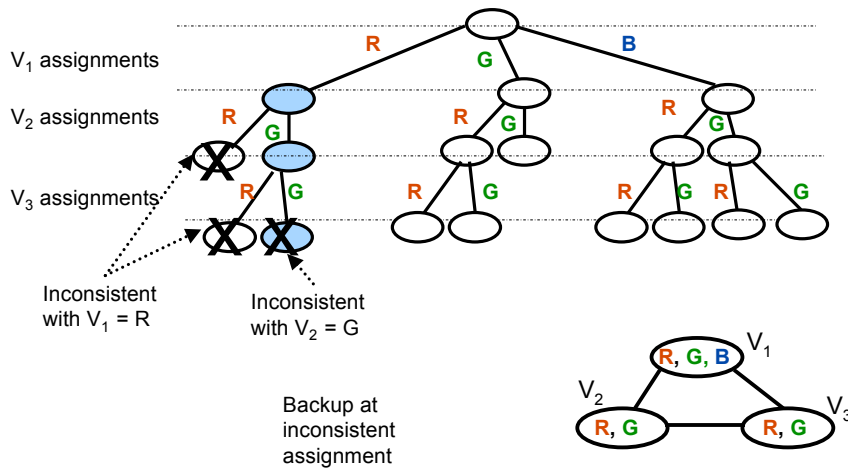 R
G
B
V₁ assignments
R
G
R
G
R
G
V₂ assignments
R
G
R
G
R
G
R
G
V₃ assignments
X
X
X
Inconsistent
with V₁ = R
Inconsistent
with V₂ = G
V₁
R, G, B
V₂
V₃
R, G
R, G
Backup at
inconsistent
assignment